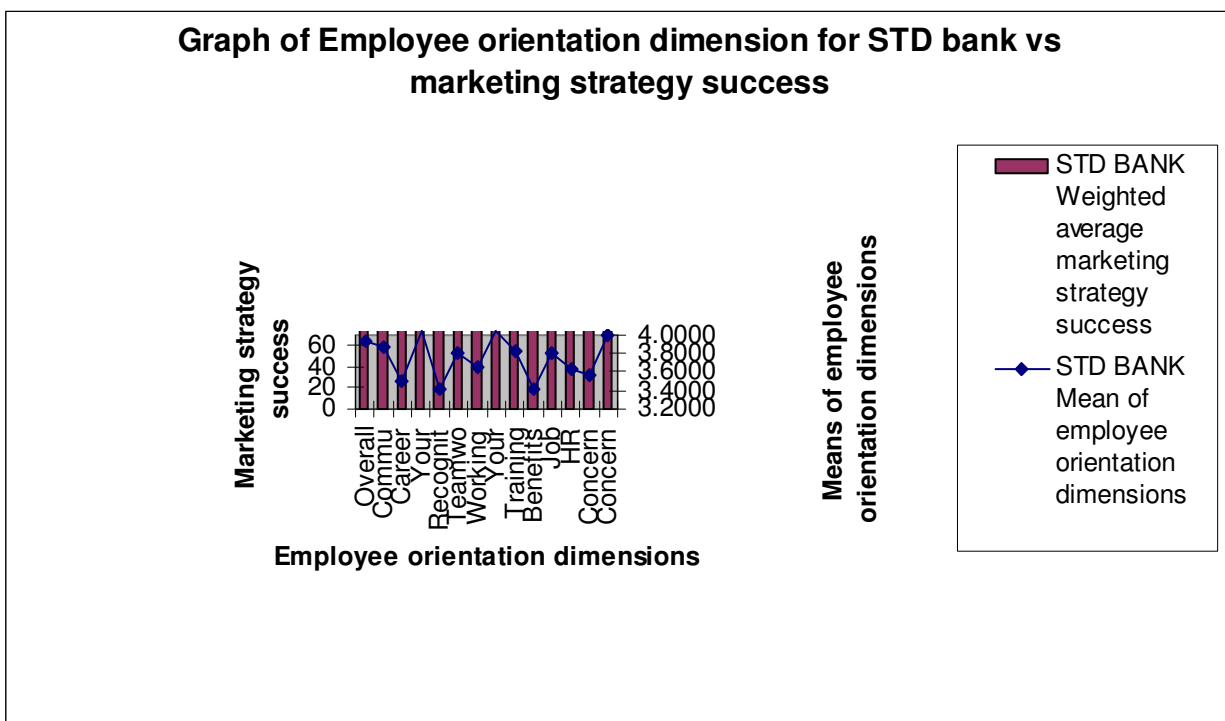 Graph of Employee orientation dimension for STD bank vs
marketing strategy success
Marketing strategy
success
60
40
20
0
4.0000
3.8000
3.6000
3.4000
3.2000
Means of employee
orientation dimensions
Overall
Commu
Career
Your
Recognit
Teamwo
Working
Your
Training
Benefits
Job
HR
Concern
Concern
Employee orientation dimensions
STD BANK
Weighted
average
marketing
strategy
success
STD BANK
Mean of
employee
orientation
dimensions